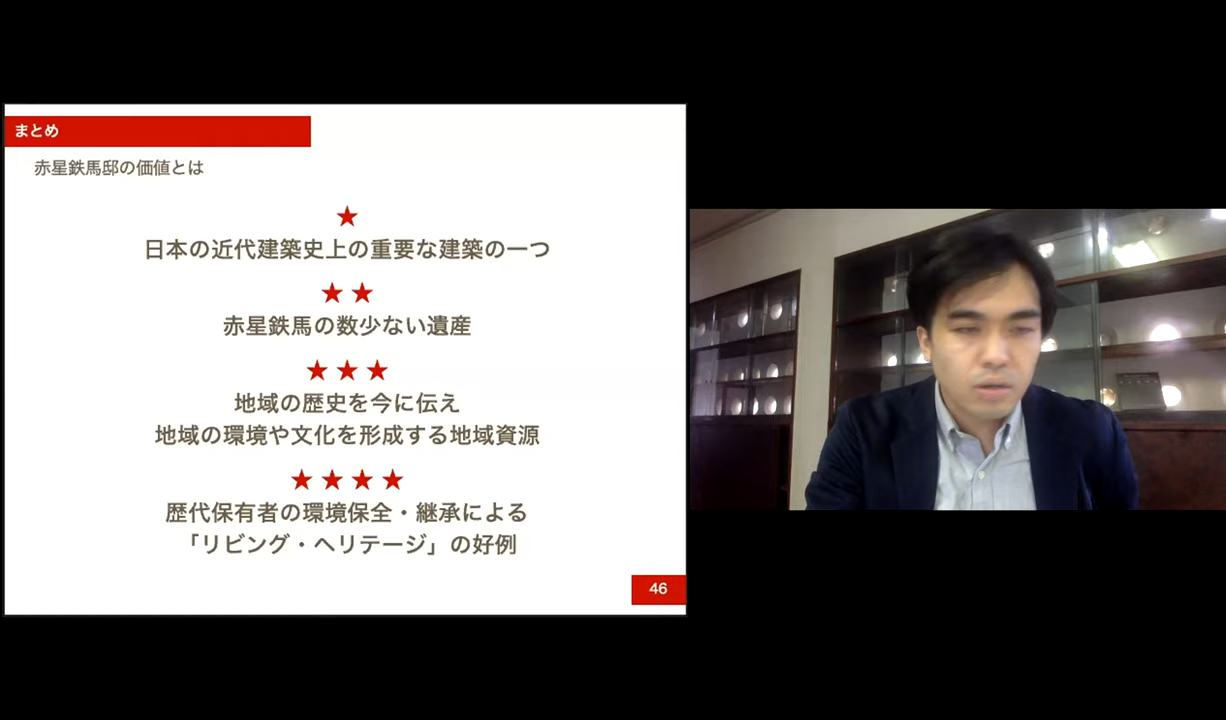 まとめ
赤星鉄馬邸の価値とは
★
日本の近代建築史上の重要な建築の一つ
★★
赤星鉄馬の数少ない遺産
★★★
地域の歴史を今に伝え
地域の環境や文化を形成する地域資源
★★★★
歴代保有者の環境保全・継承による
「リビング・ヘリテージ」の好例
46